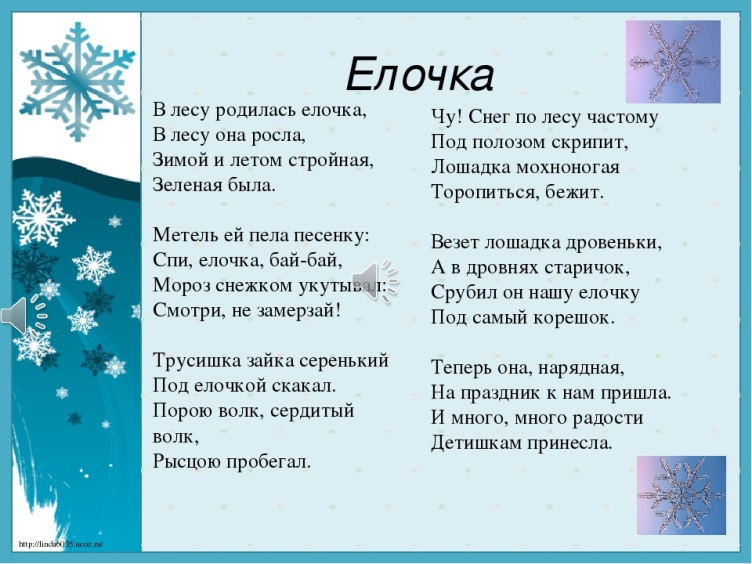 Елочка
В лесу родилась елочка,
В лесу она росла,
Зимой и летом стройная,
Зеленая была.
Метель ей пела песенку:
Спи, елочка, бай-бай,
Мороз снежком укутывал:
Смотри, не замерзай!
Трусишка зайка серенький
Под елочкой скакал.
Порою волк, сердитый
волк,
Рысцою пробегал.
Чу! Снег по лесу частому
Под полозом скрипит,
Лошадка мохноногая
Торопиться, бежит.
Везет лошадка дровеньки,
А в дровнях старичок,
Срубил он нашу елочку
Под самый корешок.
Теперь она, нарядная,
На праздник к нам пришла.
И много, много радости
Детишкам принесла.
http://linda6035.ucoz.ru/